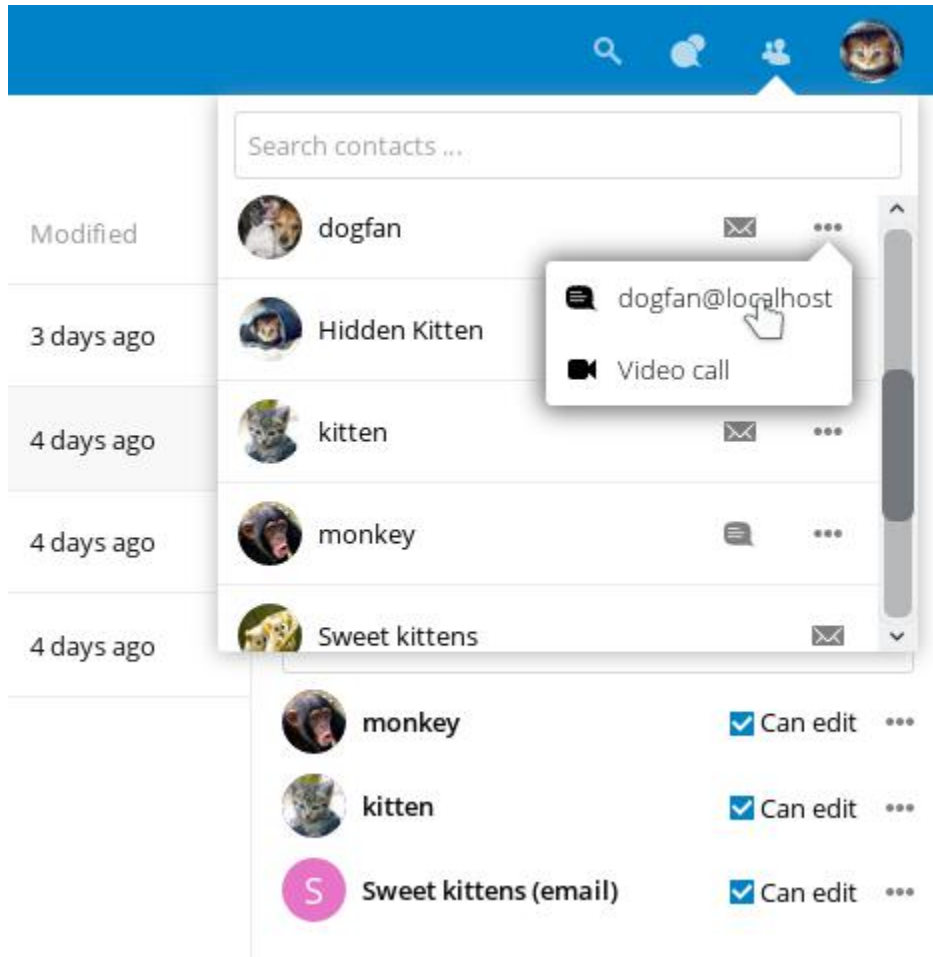 Search contacts ...
Modified
dogfan
dogfan@localhost
3 days ago
Hidden Kitten
Video call
4 days ago
kitten
4 days ago
monkey
4 days ago
Sweet kittens
monkey
Can edit
kitten
Can edit
S
Sweet kittens (email)
Can edit